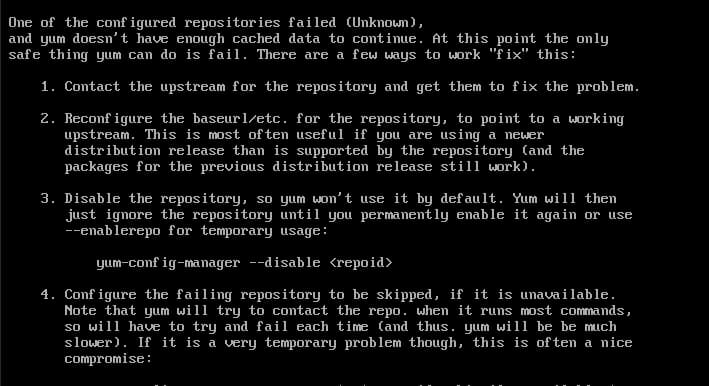 One of the configured repositories failed (Unknown),
and yum doesn't have enough cached data to continue. At this point the only
safe thing yum can do is fail. There are a few ways to work "fix" this:
1. Contact the upstream for the repository and get them to fix the problem.
2. Reconfigure the baseurl/etc. for the repository, to point to a working
upstream. This is most often useful if you are using a newer
distribution release than is supported by the repository (and the
packages for the previous distribution release still work).
3. Disable the repository, so yum won't use it by default. Yum will then
just ignore the repository until you permanently enable it again or use
--enablerepo for temporary usage:
yum-config-manager --disable <repoid>
4. Configure the failing repository to be skipped, if it is unavailable.
Note that yum will try to contact the repo. when it runs most commands,
so will have to try and fail each time (and thus. yum will be be much
slower). If it is a very temporary problem though, this is often a nice
compromise: